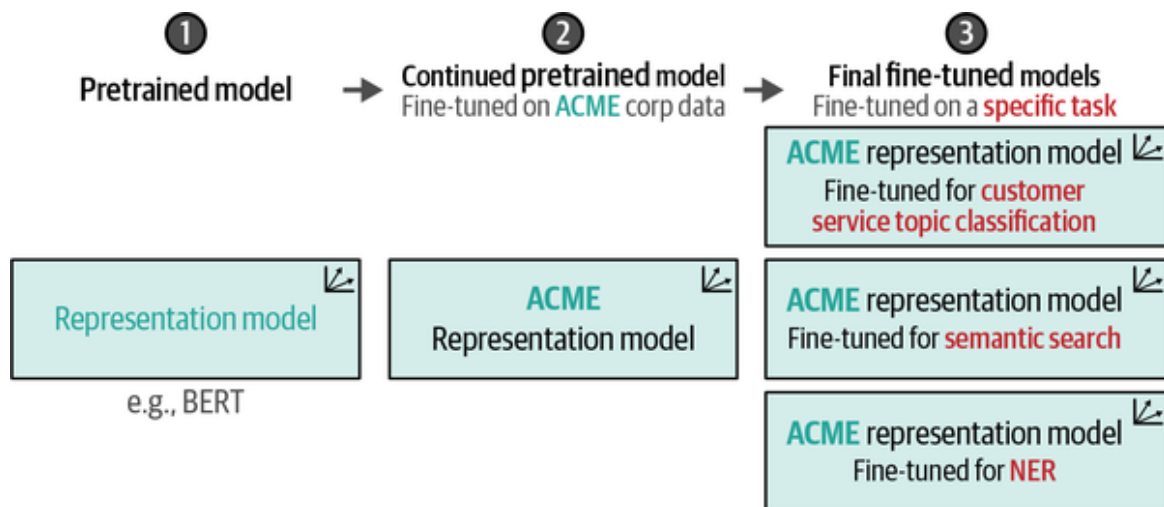 1
Pretrained model
2
Continued pretrained model
Fine-tuned on ACME corp data
3
Final fine-tuned models
Fine-tuned on a specific task
Representation model
e.g., BERT
ACME
Representation model
ACME representation model
Fine-tuned for customer
service topic classification
ACME representation model
Fine-tuned for semantic search
ACME representation model
Fine-tuned for NER